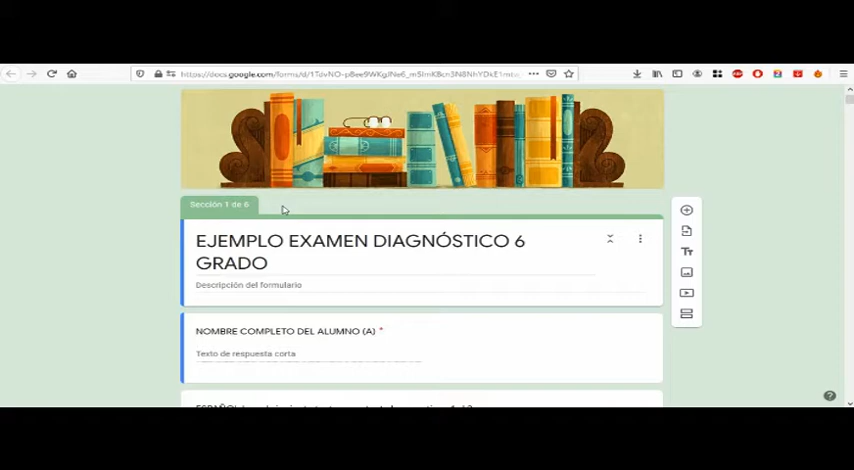 Sección 1 de 6
EJEMPLO EXAMEN DIAGNÓSTICO 6
GRADO
Descripción del formulario
NOMBRE COMPLETO DEL ALUMNO (A) *
Texto de respuesta corta